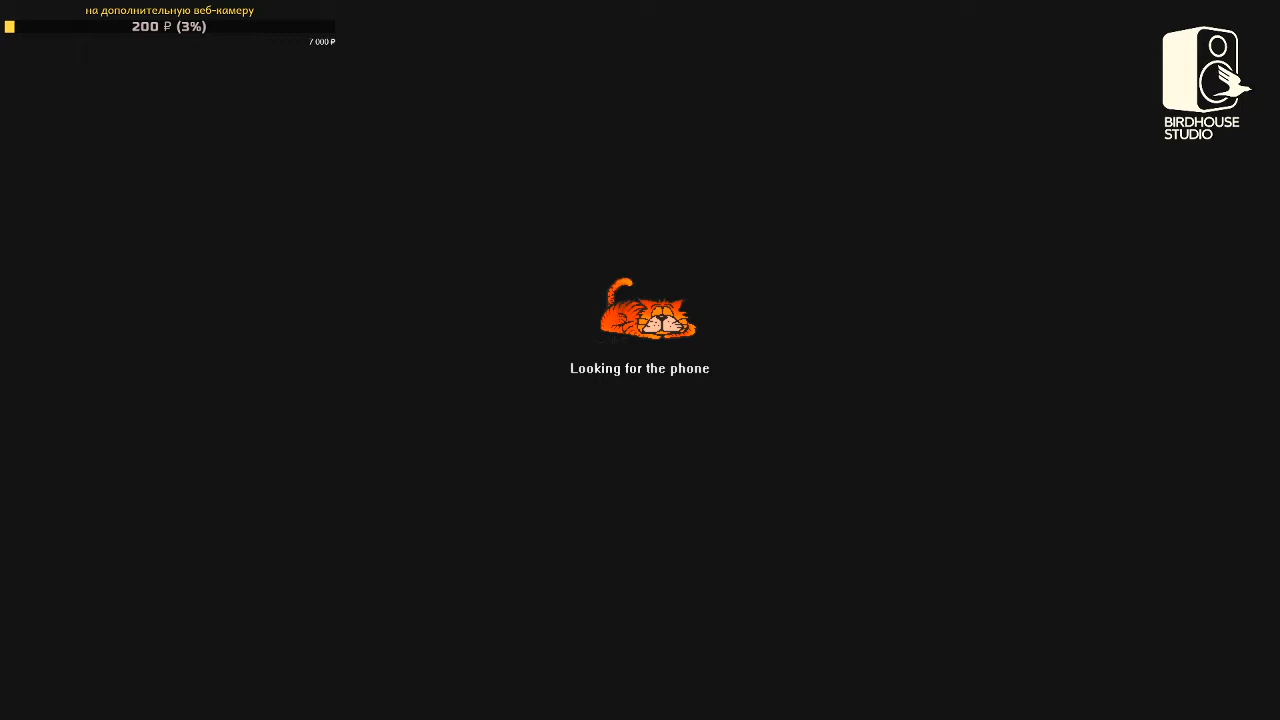 на дополнительную веб-камеру
200 ₽ (3%)
7 000 ₽
BIRDHOUSE
STUDIO
Looking for the phone